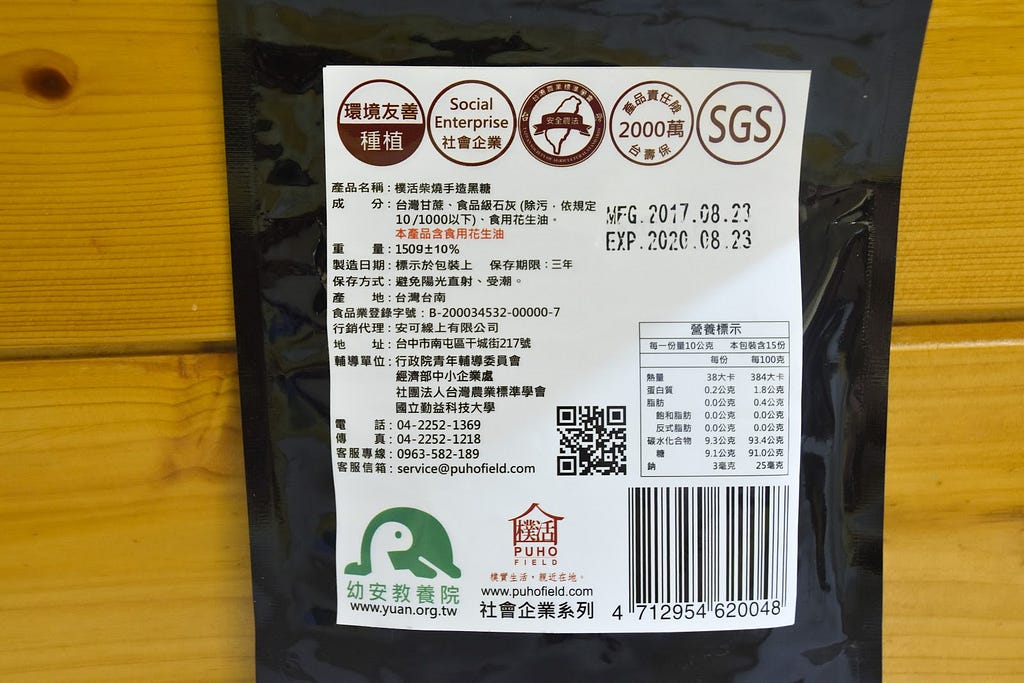 環境友善
種植
Social
Enterprise
社會企業
台灣農業標準學會
安全農法
產品責任險
2000萬
台壽保
SGS
產品名稱：樸活柴燒手造黑糖
成　　分：台灣甘蔗、食品級石灰 (除污，依規定
10/1000以下)、食用花生油。
本產品含食用花生油
重　　量：150g±10%
製造日期：標示於包裝上　保存期限：三年
保存方式：避免陽光直射、受潮。
產　　地：台灣台南
食品業登錄字號：B-200034532-00000-7
行銷代理：安可線上有限公司
地　　址：台中市南屯區干城街217號
輔導單位：行政院青年輔導委員會
經濟部中小企業處
社團法人台灣農業標準學會
國立勤益科技大學
電　　話：04-2252-1369
傳　　真：04-2252-1218
客服專線：0963-582-189
客服信箱：service@puhofield.com
MFG.2017.08.23
EXP.2020.08.23
營養標示
每一份量10公克　本包裝含15份
每份　每100克
熱量　38大卡　384大卡
蛋白質　0.2公克　1.8公克
脂肪　0.0公克　0.4公克
飽和脂肪　0.0公克　0.0公克
反式脂肪　0.0公克　0.0公克
碳水化合物　9.3公克　93.4公克
糖　9.1公克　91.0公克
鈉　3毫克　25毫克
幼安教養院
www.yuan.org.tw
樸活
PUHO
FIELD
樸實生活，親近在地。
www.puhofield.com
社會企業系列
4 712954 620048